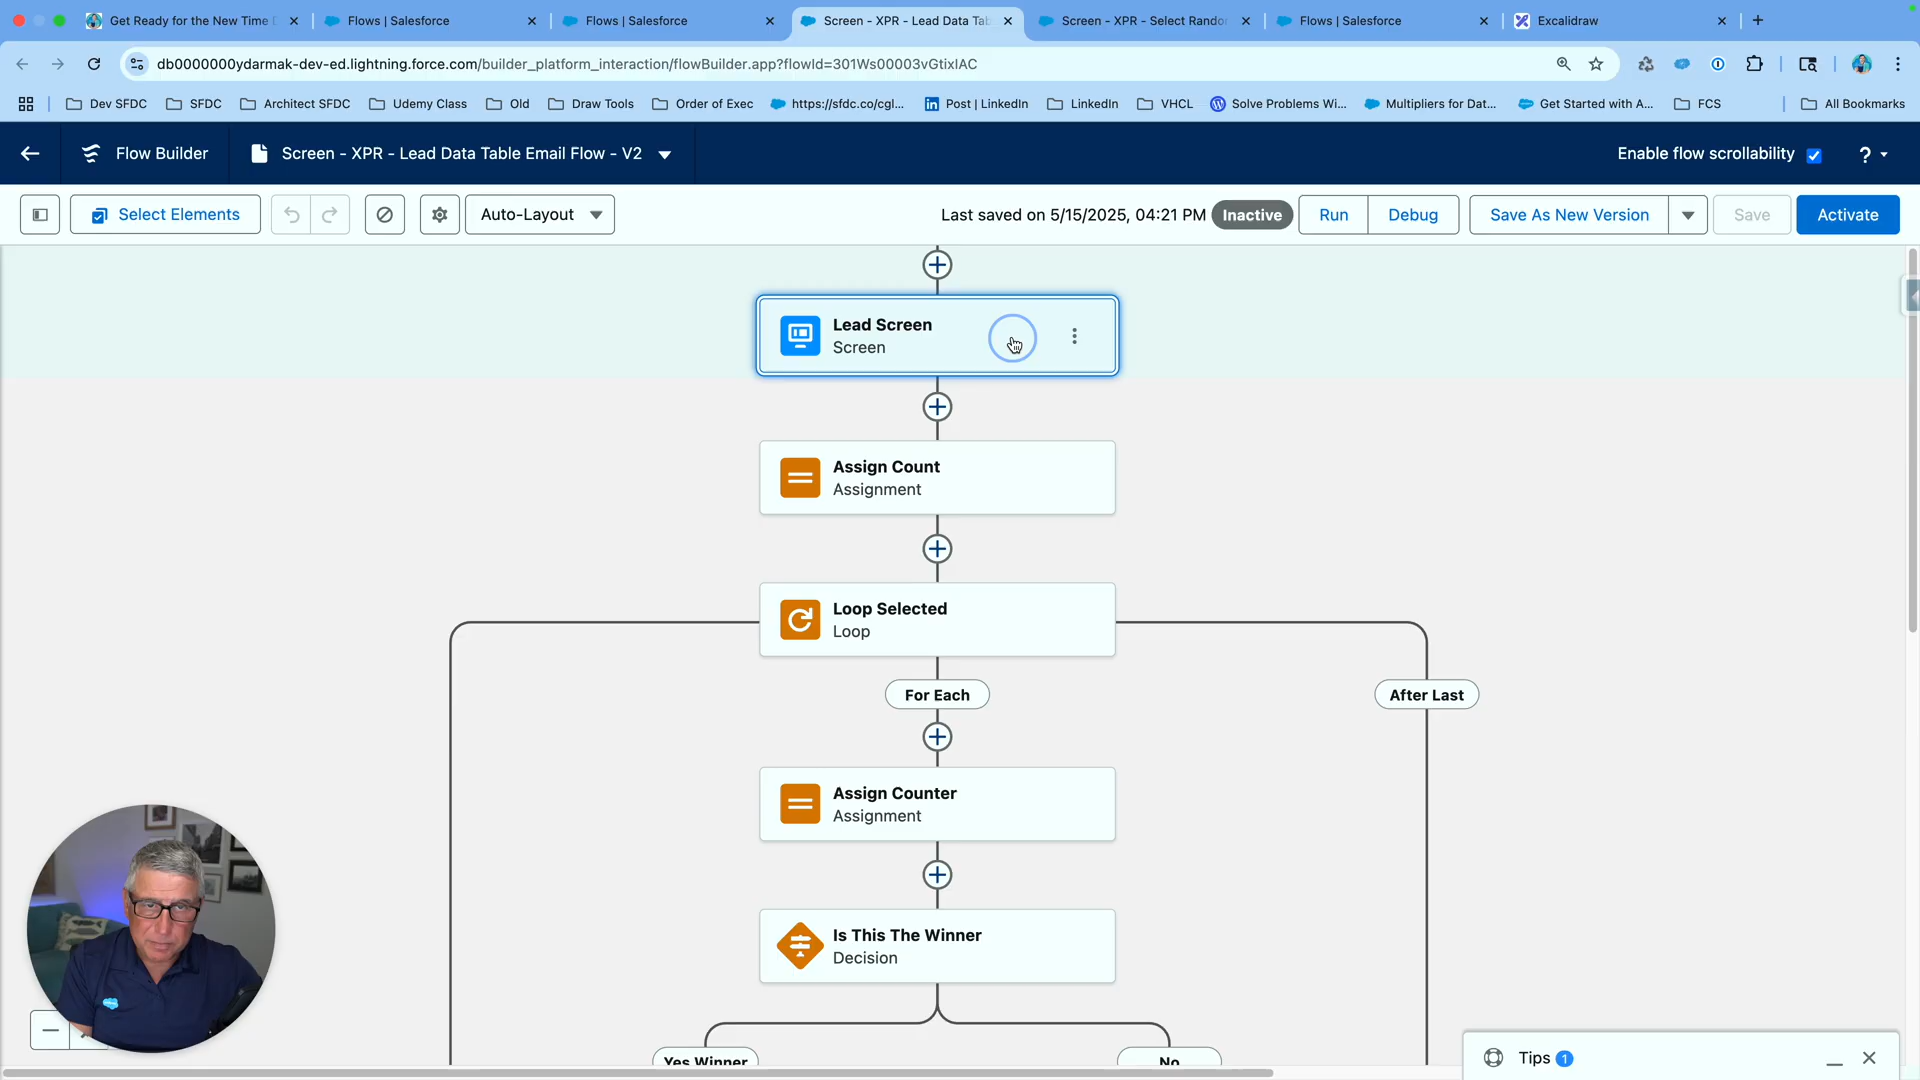 Get Ready for the New Time
Flows | Salesforce
Flows | Salesforce
Screen - XPR - Lead Data Tab
Screen - XPR - Select Rando
Flows | Salesforce
Excalidraw
db0000000ydarmak-dev-ed.lightning.force.com/builder_platform_interaction/flowBuilder.app?flowId=301Ws00003vGtixIAC
Dev SFDC
SFDC
Architect SFDC
Udemy Class
Old
Draw Tools
Order of Exec
https://sfdc.co/cgl...
Post | LinkedIn
LinkedIn
VHCL
Solve Problems Wi...
Multipliers for Dat...
Get Started with A...
FCS
All Bookmarks
Flow Builder
Screen - XPR - Lead Data Table Email Flow - V2
Enable flow scrollability
?
Select Elements
Auto-Layout
Last saved on 5/15/2025, 04:21 PM
Inactive
Run
Debug
Save As New Version
Save
Activate
Lead Screen
Screen
Assign Count
Assignment
Loop Selected
Loop
For Each
After Last
Assign Counter
Assignment
Is This The Winner
Decision
Yes Winner
No
Tips 1